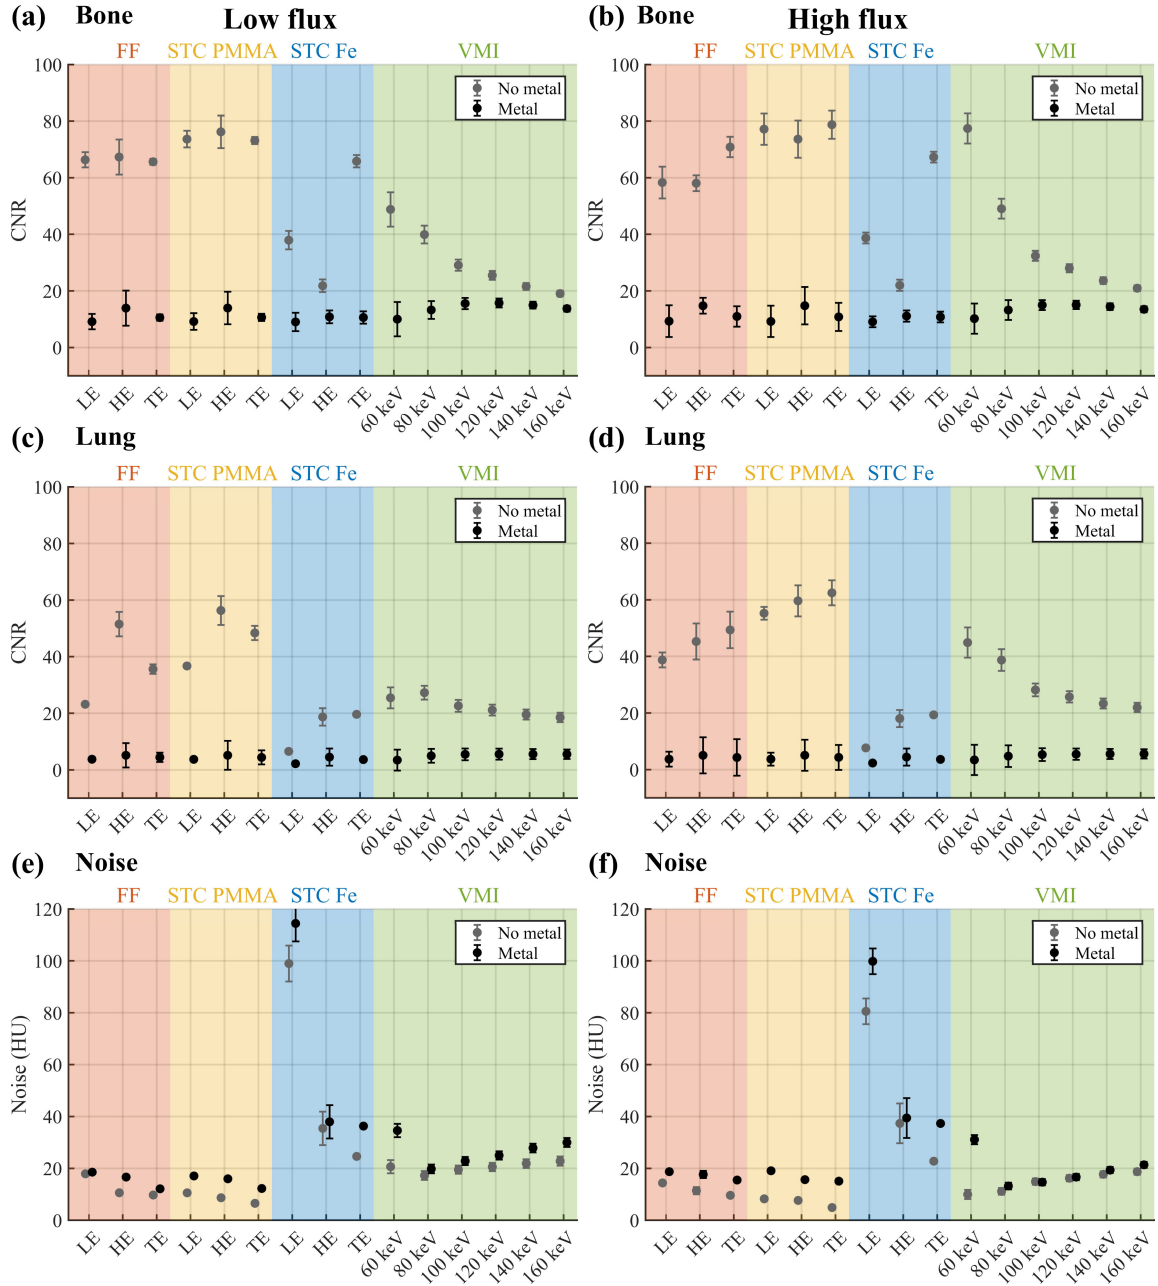 (a) Bone Low flux
FF STC PMMA STC Fe VMI
100
80
60
40
20
0
CNR
No metal
Metal
LE HE TE LE HE TE LE HE TE 60 keV 80 keV 100 keV 120 keV 140 keV 160 keV
(b) Bone High flux
FF STC PMMA STC Fe VMI
100
80
60
40
20
0
CNR
No metal
Metal
LE HE TE LE HE TE LE HE TE 60 keV 80 keV 100 keV 120 keV 140 keV 160 keV
(c) Lung
FF STC PMMA STC Fe VMI
100
80
60
40
20
0
CNR
No metal
Metal
LE HE TE LE HE TE LE HE TE 60 keV 80 keV 100 keV 120 keV 140 keV 160 keV
(d) Lung
FF STC PMMA STC Fe VMI
100
80
60
40
20
0
CNR
No metal
Metal
LE HE TE LE HE TE LE HE TE 60 keV 80 keV 100 keV 120 keV 140 keV 160 keV
(e) Noise
FF STC PMMA STC Fe VMI
120
100
80
60
40
20
0
Noise (HU)
No metal
Metal
LE HE TE LE HE TE LE HE TE 60 keV 80 keV 100 keV 120 keV 140 keV 160 keV
(f) Noise
FF STC PMMA STC Fe VMI
120
100
80
60
40
20
0
Noise (HU)
No metal
Metal
LE HE TE LE HE TE LE HE TE 60 keV 80 keV 100 keV 120 keV 140 keV 160 keV